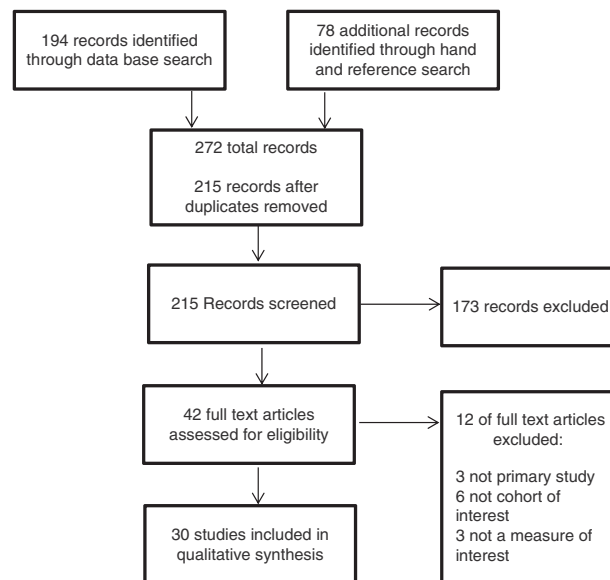 194 records identified
through data base search
78 additional records
identified through hand
and reference search
272 total records
215 records after
duplicates removed
215 Records screened
173 records excluded
42 full text articles
assessed for eligibility
12 of full text articles
excluded:
3 not primary study
6 not cohort of
interest
3 not a measure of
interest
30 studies included in
qualitative synthesis